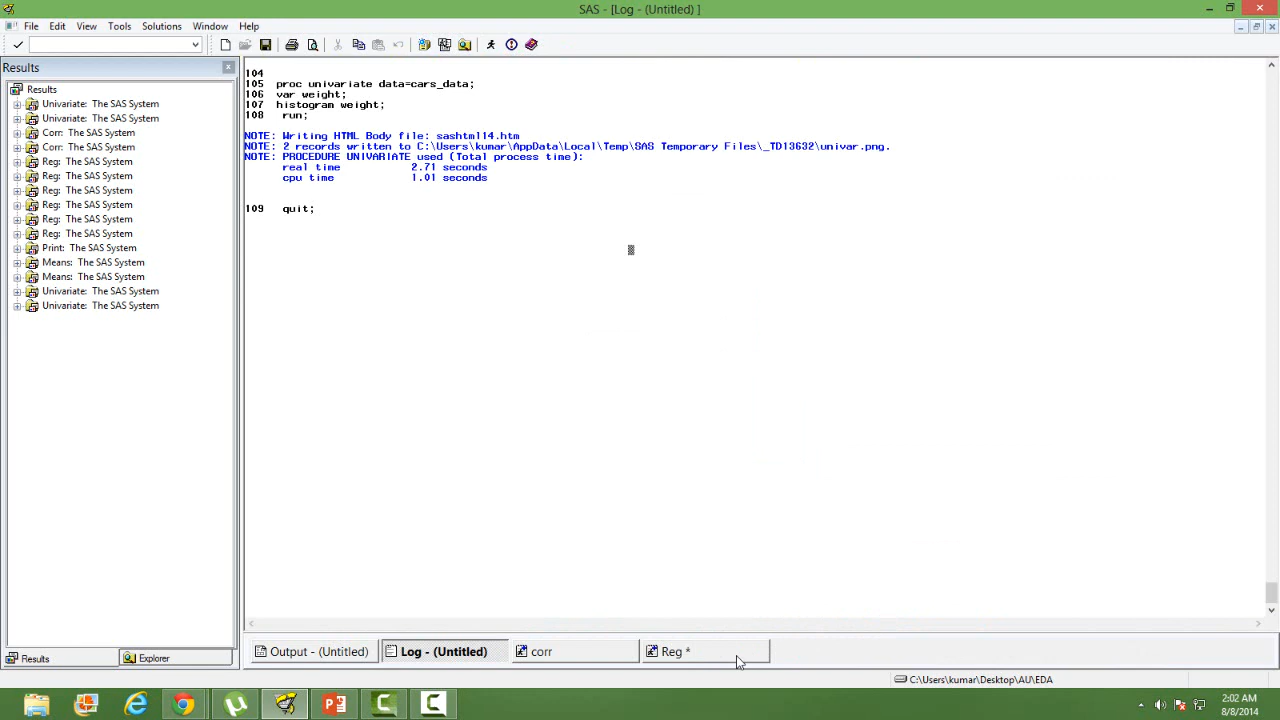 SAS - [Log - (Untitled) ]
File Edit View Tools Solutions Window Help
Results
Results
Univariate: The SAS System
Univariate: The SAS System
Corr: The SAS System
Corr: The SAS System
Reg: The SAS System
Reg: The SAS System
Reg: The SAS System
Reg: The SAS System
Reg: The SAS System
Reg: The SAS System
Print: The SAS System
Means: The SAS System
Means: The SAS System
Univariate: The SAS System
Univariate: The SAS System
104
105 proc univariate data=cars_data;
106 var weight;
107 histogram weight;
108 run;
NOTE: Writing HTML Body file: sashtml14.htm
NOTE: 2 records written to C:\Users\kumar\AppData\Local\Temp\SAS Temporary Files\_TD13632\univar.png.
NOTE: PROCEDURE UNIVARIATE used (Total process time):
real time 2.71 seconds
cpu time 1.01 seconds
109 quit;
Results Explorer
Output - (Untitled) Log - (Untitled) corr Reg *
C:\Users\kumar\Desktop\AU\EDA
2:02 AM
8/8/2014